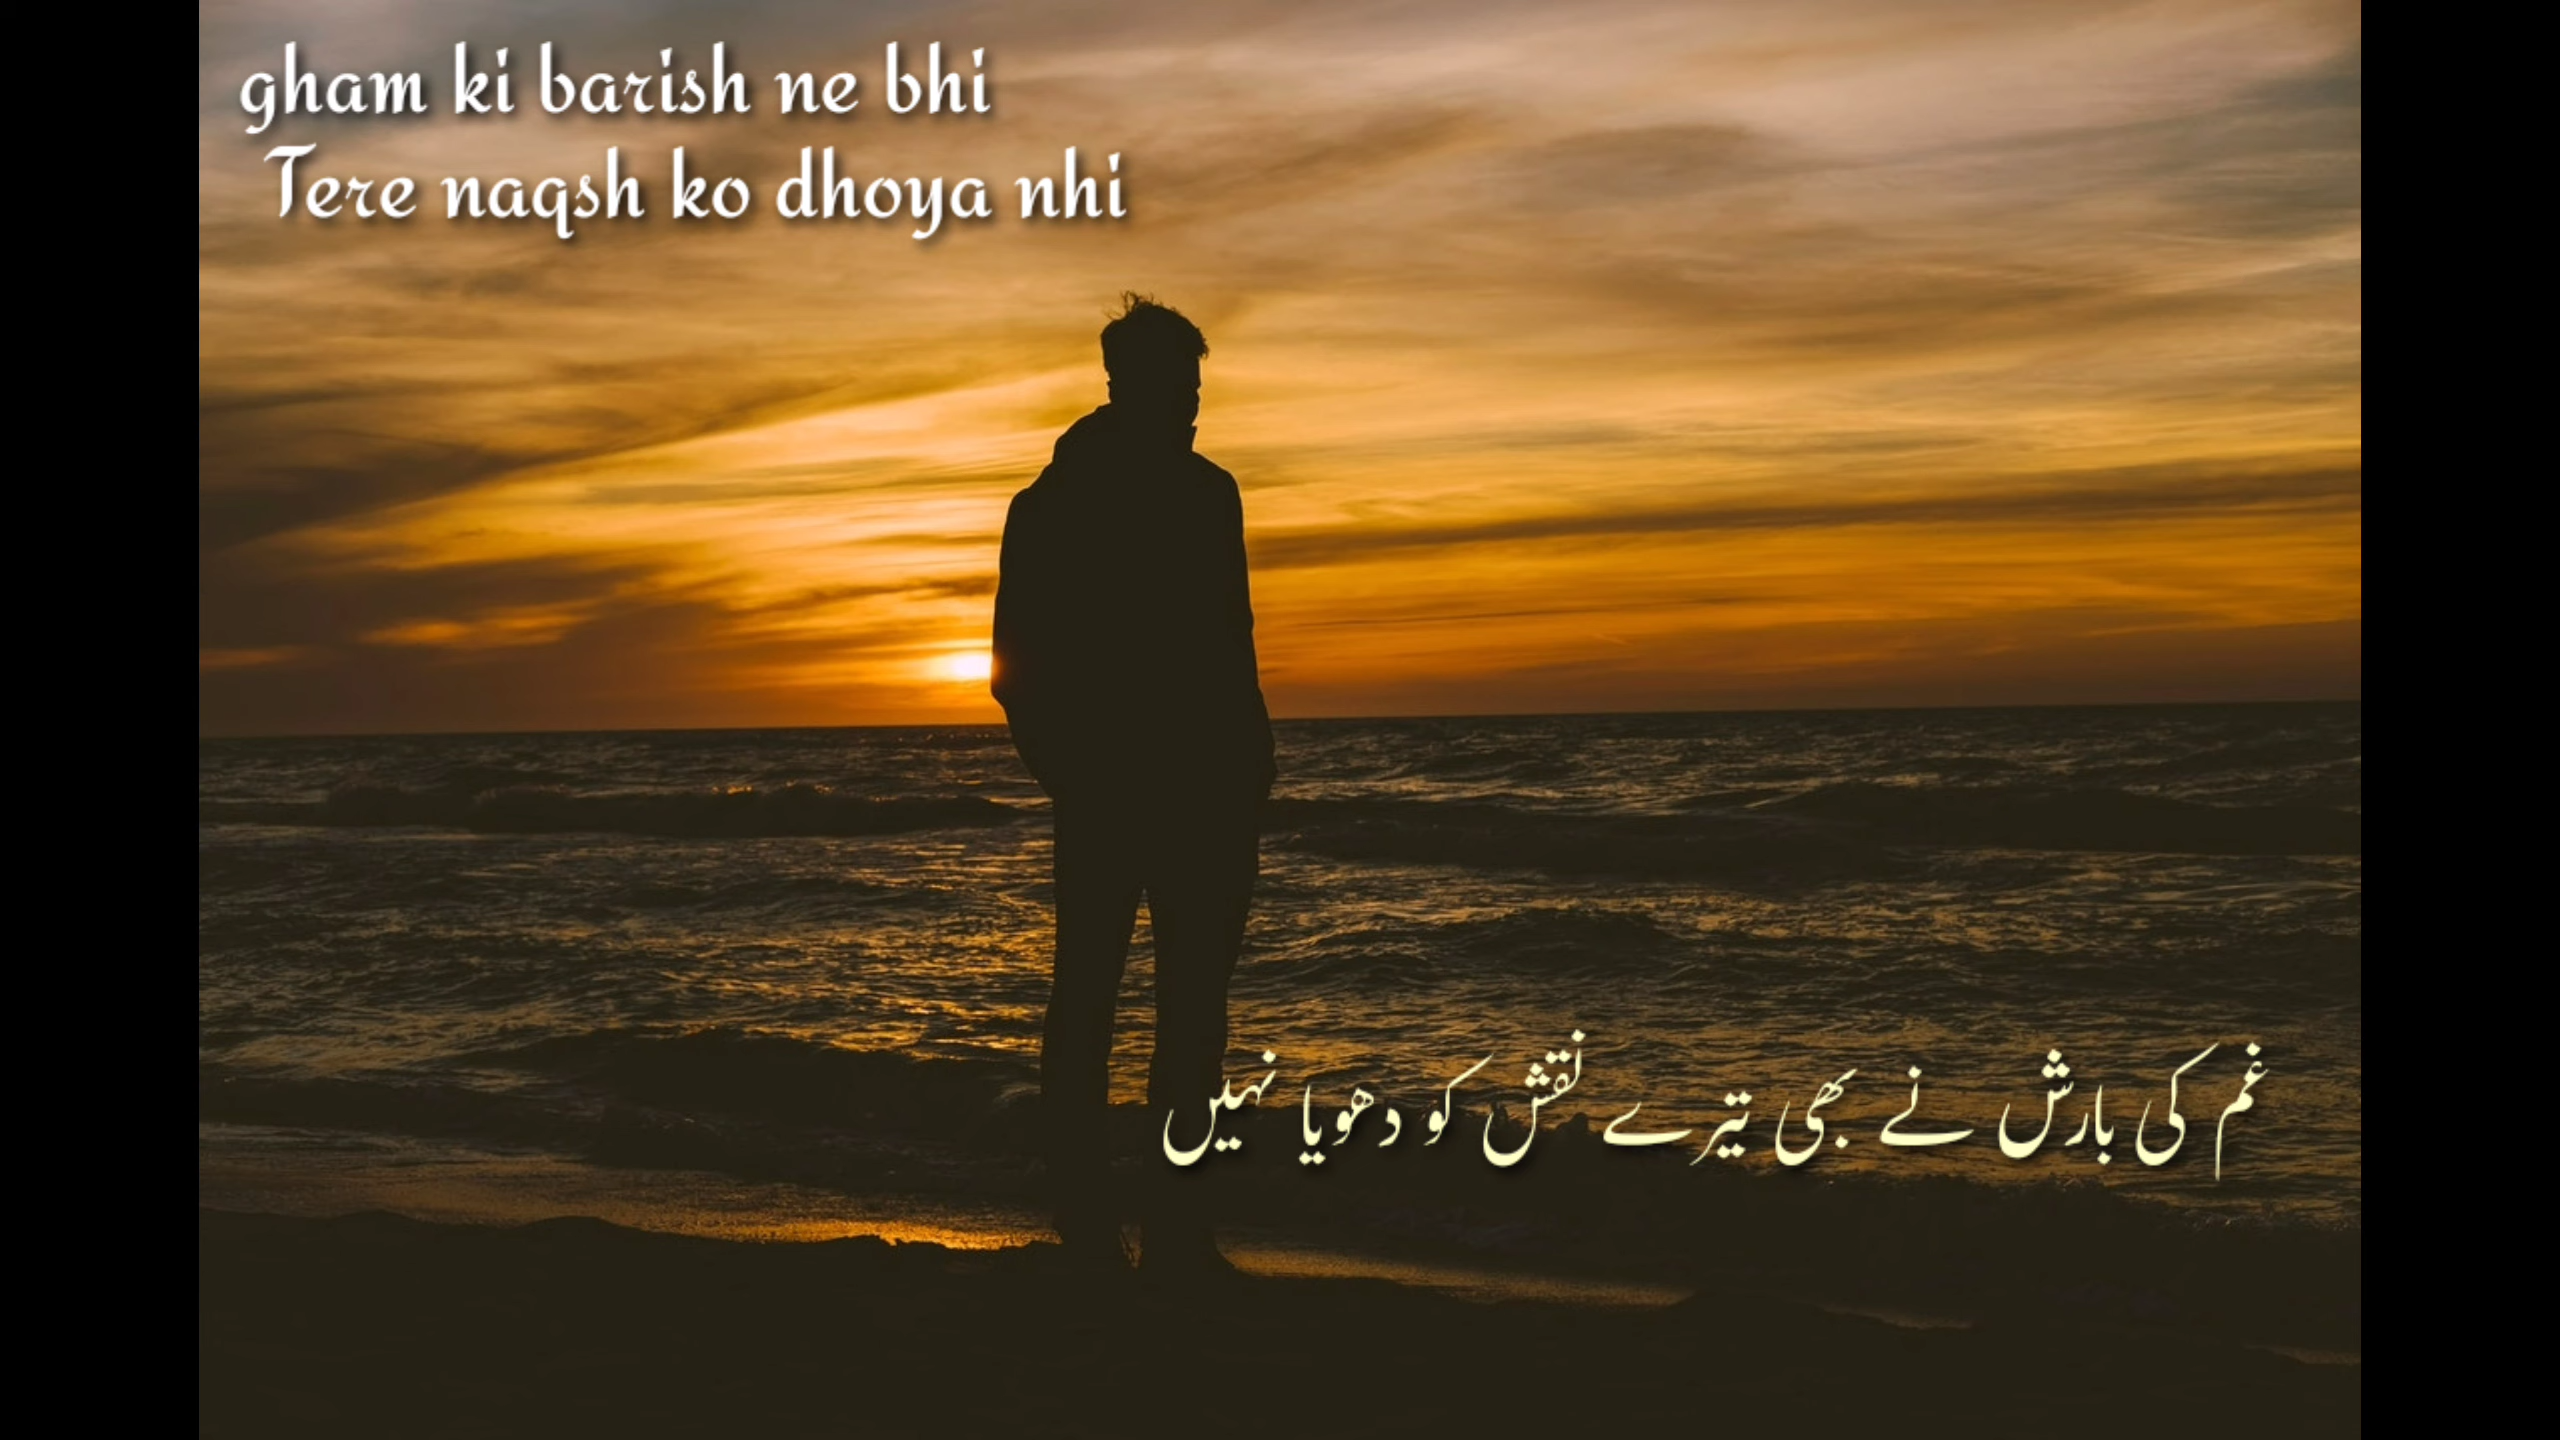 gham ki barish ne bhi
Tere naqsh ko dhoya nhi
غم کی بارش نے بھی تیرے نقش کو دھویا نہیں